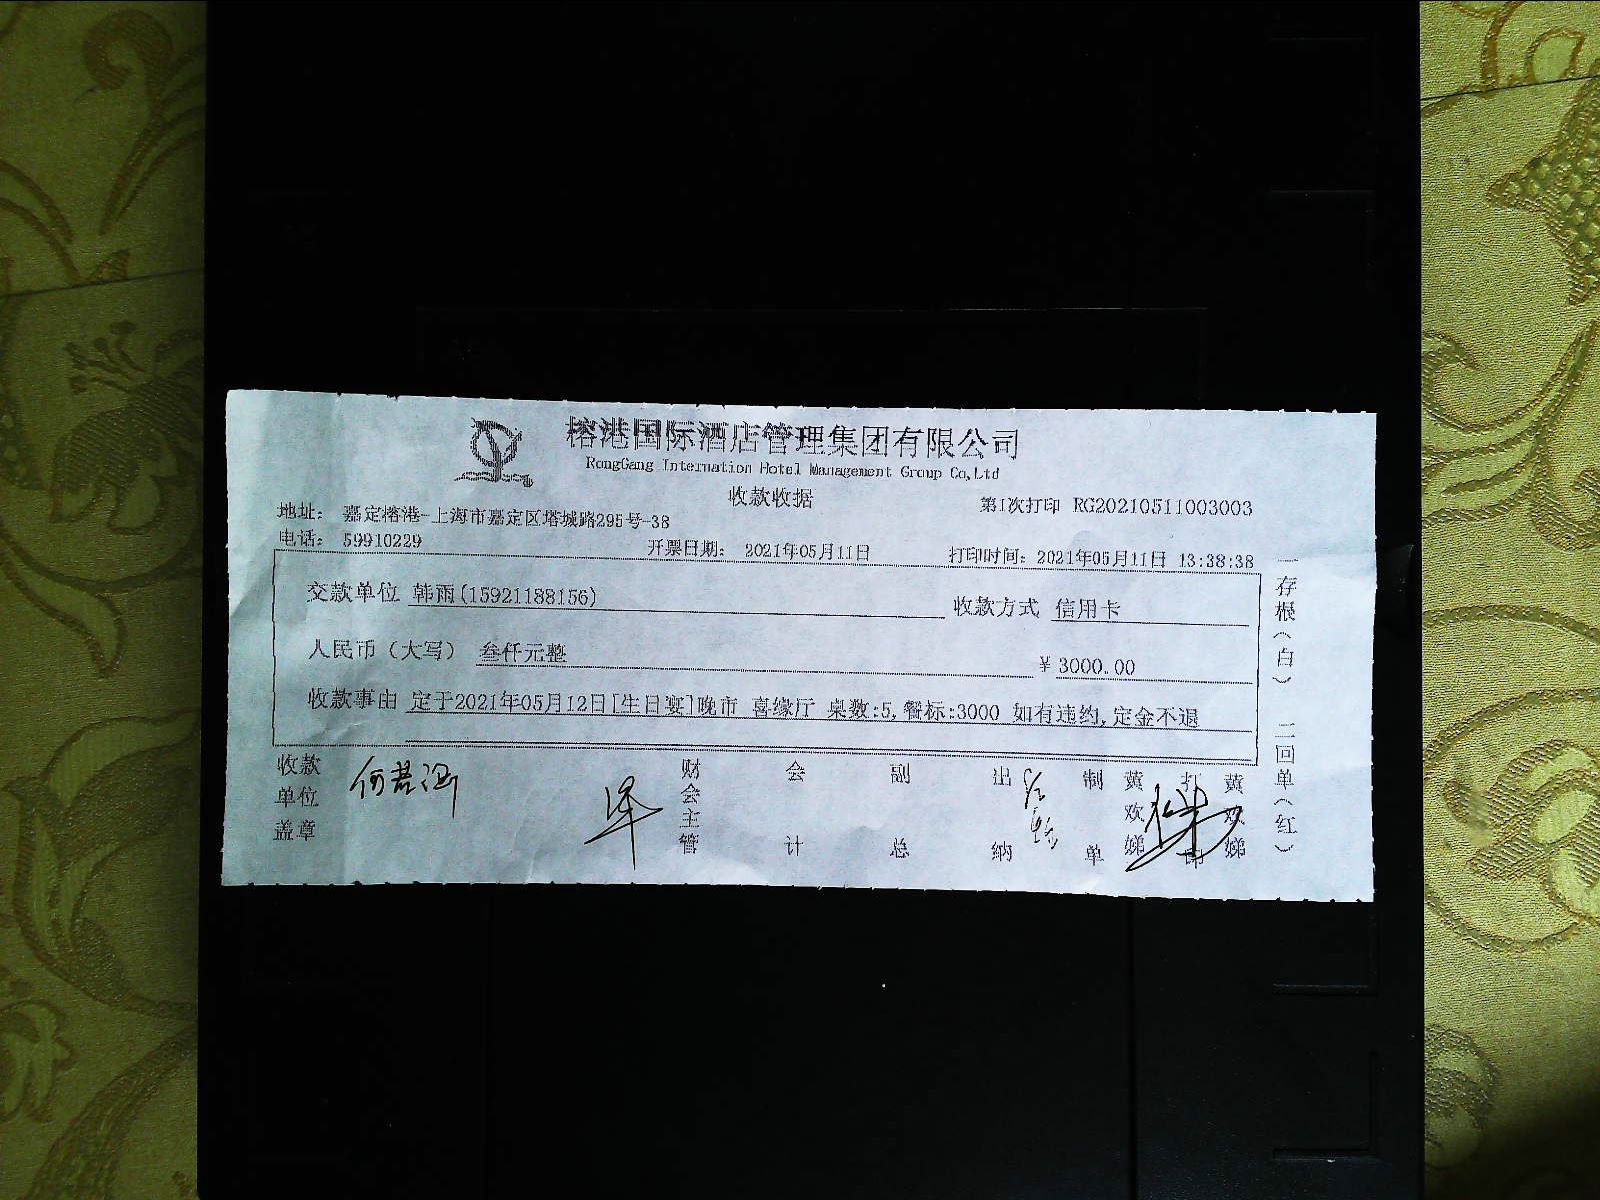 榕港国际酒店管理集团有限公司
RongGang Internation Hotel Management Group Co,Ltd
收款收据
第1次打印 RG20210511003003
地址： 嘉定榕港-上海市嘉定区塔城路295号-38
电话： 59910229
开票日期： 2021年05月11日
打印时间：2021年05月11日 13:38:38
交款单位 韩雨(15921188156)
收款方式 信用卡
人民币（大写） 叁仟元整
￥3000.00
收款事由 定于2021年05月12日[生日宴]晚市 喜缘厅 桌数:5,餐标:3000 如有违约,定金不退
收款单位盖章
财会主管
会计
副总
出纳
制单
黄欢娣
打印
黄欢娣
一存根（白） 二回单（红）